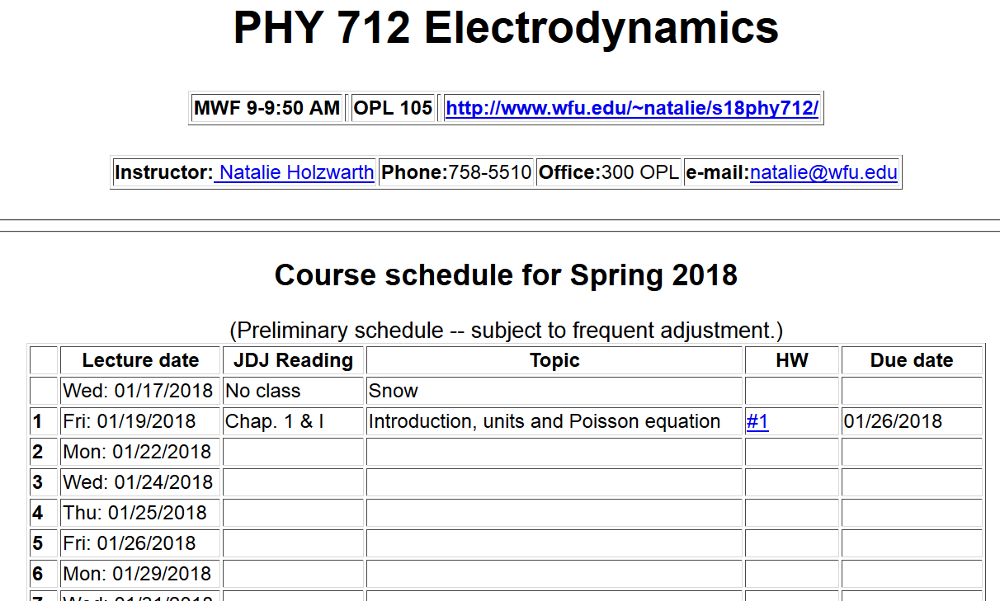 PHY 712 Electrodynamics
MWF 9-9:50 AM OPL 105 http://www.wfu.edu/~natalie/s18phy712/
Instructor: Natalie Holzwarth Phone:758-5510 Office:300 OPL e-mail:natalie@wfu.edu
Course schedule for Spring 2018
(Preliminary schedule -- subject to frequent adjustment.)
Lecture date JDJ Reading Topic HW Due date
Wed: 01/17/2018 No class Snow
1 Fri: 01/19/2018 Chap. 1 & I Introduction, units and Poisson equation #1 01/26/2018
2 Mon: 01/22/2018
3 Wed: 01/24/2018
4 Thu: 01/25/2018
5 Fri: 01/26/2018
6 Mon: 01/29/2018
7 Wed: 01/31/2018